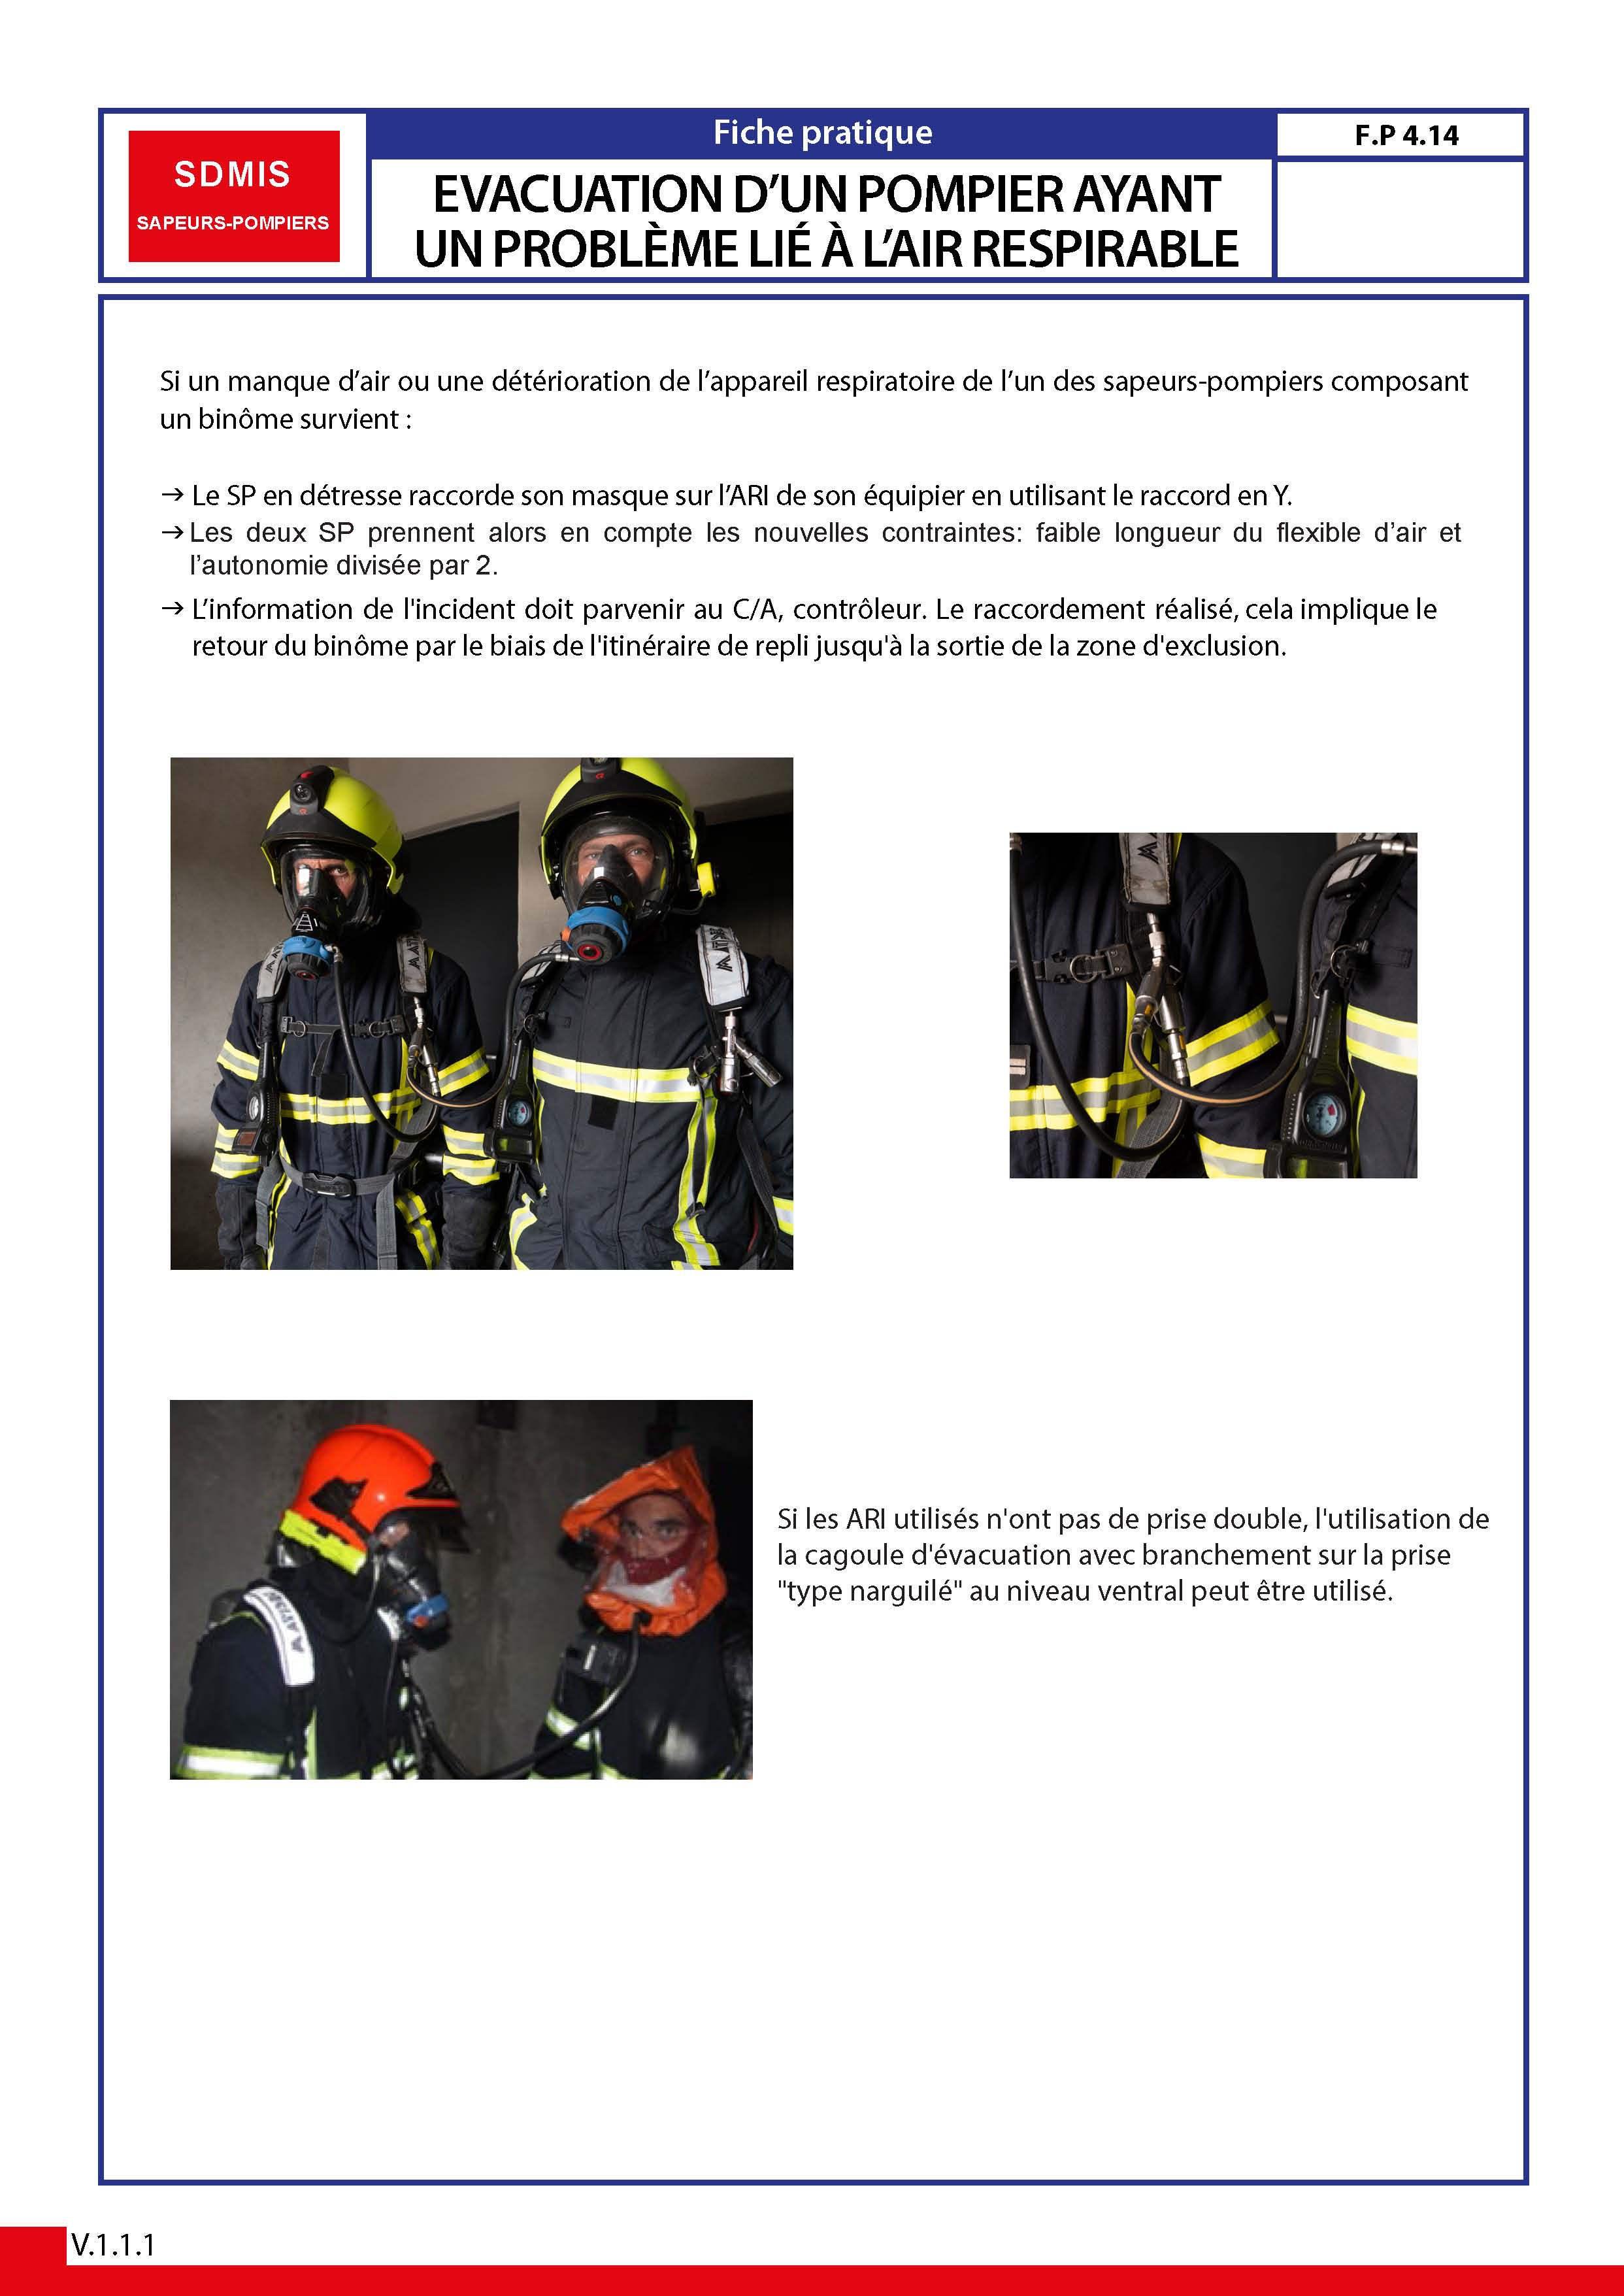 SDMIS
SAPEURS-POMPIERS
Fiche pratique
F.P 4.14
EVACUATION D’UN POMPIER AYANT
UN PROBLÈME LIÉ À L’AIR RESPIRABLE
Si un manque d’air ou une détérioration de l’appareil respiratoire de l’un des sapeurs-pompiers composant
un binôme survient :
→ Le SP en détresse raccorde son masque sur l’ARI de son équipier en utilisant le raccord en Y.
→ Les deux SP prennent alors en compte les nouvelles contraintes: faible longueur du flexible d’air et
l’autonomie divisée par 2.
→ L’information de l'incident doit parvenir au C/A, contrôleur. Le raccordement réalisé, cela implique le
retour du binôme par le biais de l'itinéraire de repli jusqu'à la sortie de la zone d'exclusion.
Si les ARI utilisés n'ont pas de prise double, l'utilisation de
la cagoule d'évacuation avec branchement sur la prise
"type narguilé" au niveau ventral peut être utilisé.
V.1.1.1